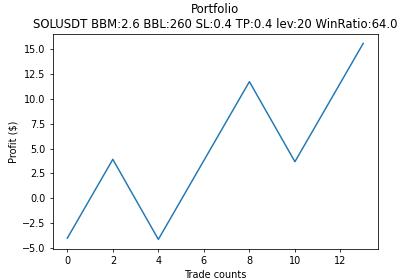 Portfolio
SOLUSDT BBM:2.6 BBL:260 SL:0.4 TP:0.4 lev:20 WinRatio:64.0
15.0
12.5
10.0
7.5
5.0
2.5
0.0
−2.5
−5.0
Profit ($)
0 2 4 6 8 10 12
Trade counts